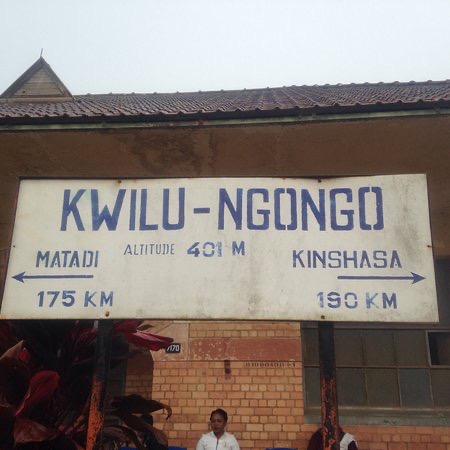 KWILU-NGONGO
ALTITUDE 401 M
MATADI
KINSHASA
175 KM
190 KM